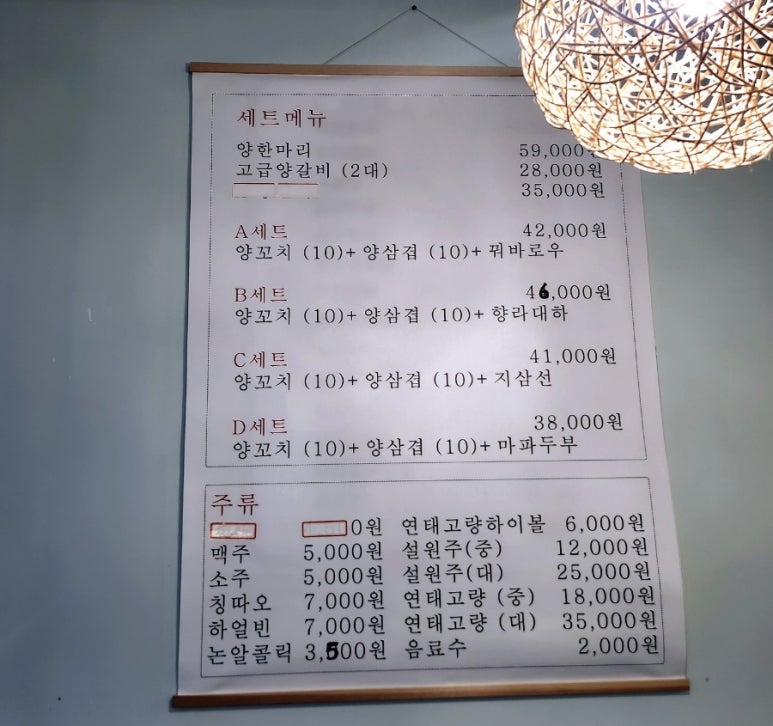 세트메뉴
양한마리 59,000원
고급양갈비 (2대) 28,000원
35,000원
A세트 42,000원
양꼬치 (10)+ 양삼겹 (10)+ 꿔바로우
B세트 46,000원
양꼬치 (10)+ 양삼겹 (10)+ 향라대하
C세트 41,000원
양꼬치 (10)+ 양삼겹 (10)+ 지삼선
D세트 38,000원
양꼬치 (10)+ 양삼겹 (10)+ 마파두부
주류
0원 연태고량하이볼 6,000원
맥주 5,000원 설원주(중) 12,000원
소주 5,000원 설원주(대) 25,000원
칭따오 7,000원 연태고량 (중) 18,000원
하얼빈 7,000원 연태고량 (대) 35,000원
논알콜릭 3,500원 음료수 2,000원